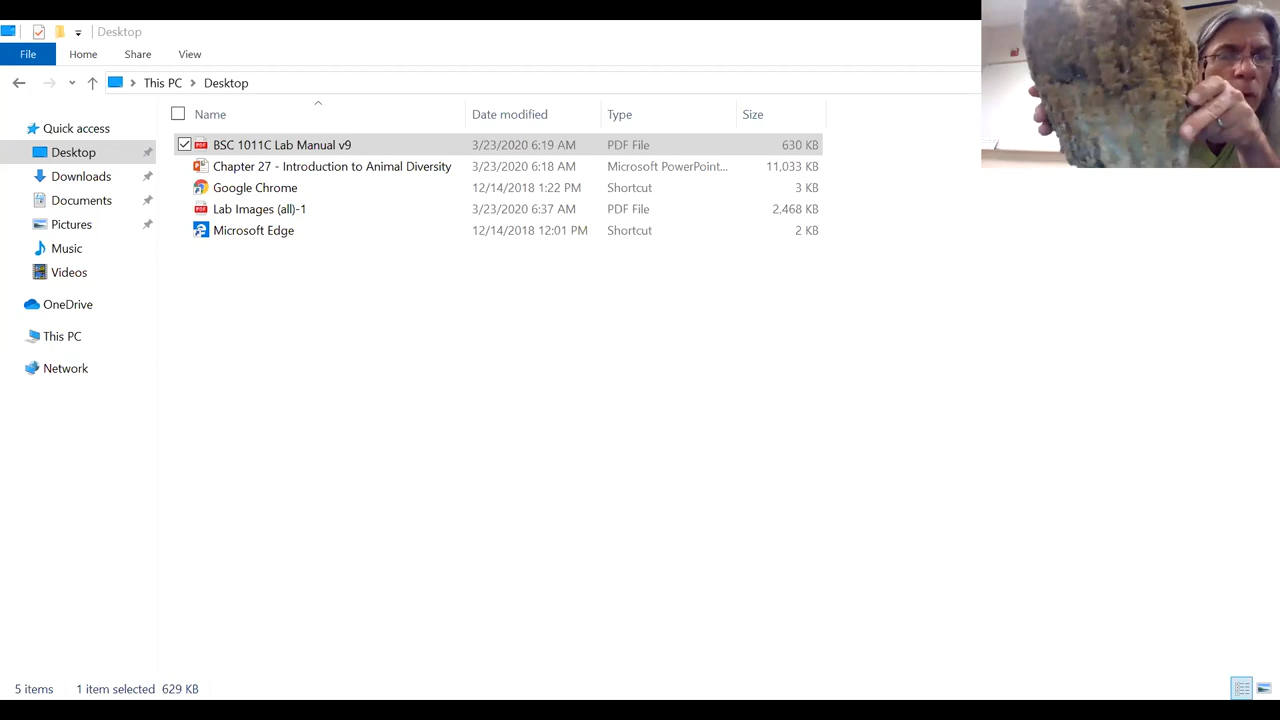 Desktop
File Home Share View
This PC Desktop
Name Date modified Type Size
Quick access
Desktop
Downloads
Documents
Pictures
Music
Videos
OneDrive
This PC
Network
BSC 1011C Lab Manual v9 3/23/2020 6:19 AM PDF File 630 KB
Chapter 27 - Introduction to Animal Diversity 3/23/2020 6:18 AM Microsoft PowerPoint... 11,033 KB
Google Chrome 12/14/2018 1:22 PM Shortcut 3 KB
Lab Images (all)-1 3/23/2020 6:37 AM PDF File 2,468 KB
Microsoft Edge 12/14/2018 12:01 PM Shortcut 2 KB
5 items 1 item selected 629 KB